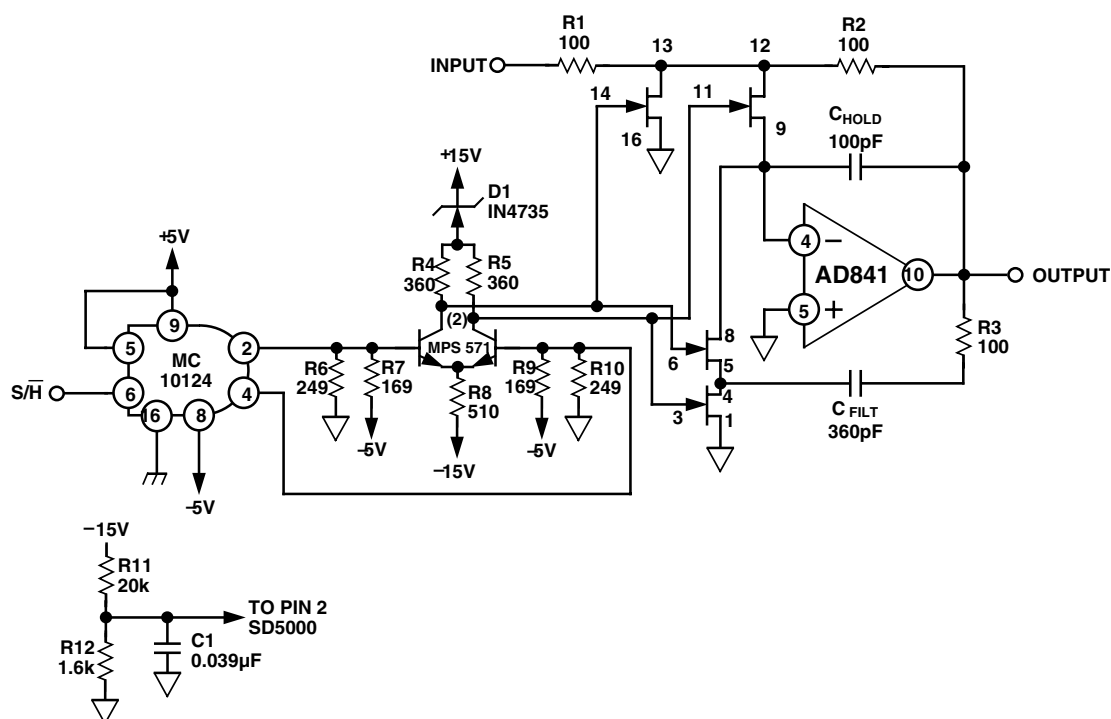 R1
100
13
12
R2
100
INPUT
14
11
16
9
CHOLD
100pF
+15V
D1
IN4735
+5V
R4
360
R5
360
4
−
AD841
10
OUTPUT
5
+
9
5
2
MC
10124
(2)
MPS 571
8
6
5
R3
100
S/H̅
6
4
16
8
R6
249
R7
169
R8
510
R9
169
R10
249
3
4
1
C FILT
360pF
−5V
−15V
−5V
−5V
−15V
R11
20k
TO PIN 2
SD5000
R12
1.6k
C1
0.039µF